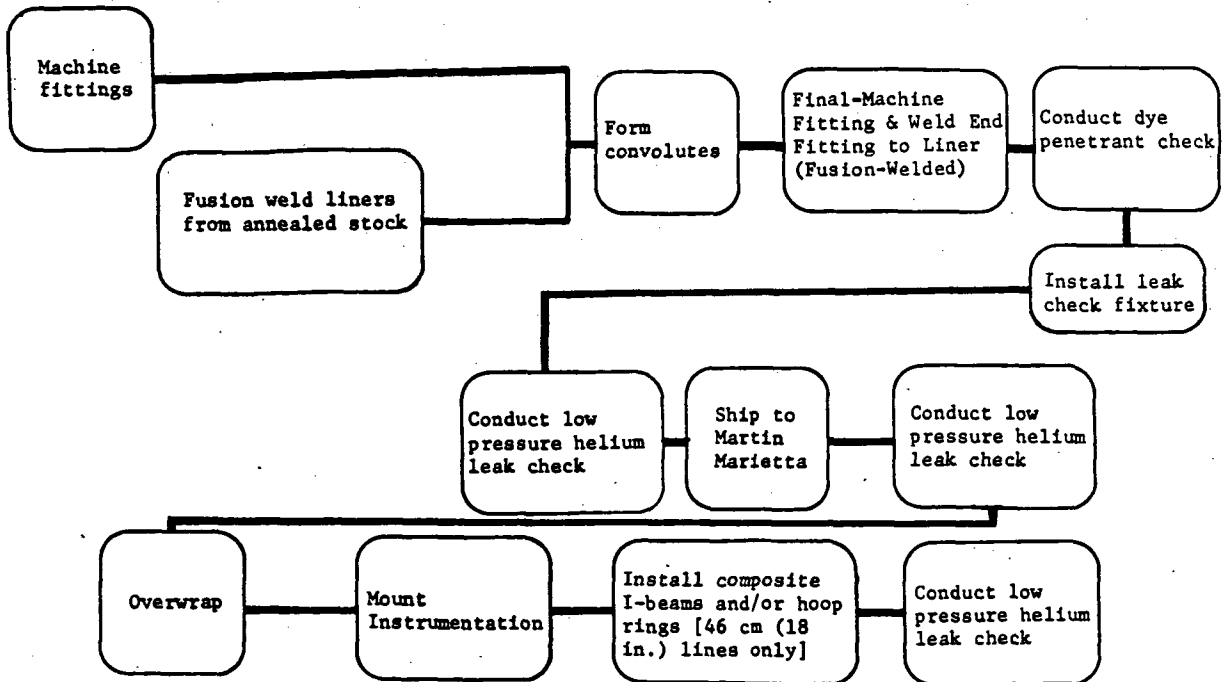 Machine
fittings
Fusion weld liners
from annealed stock
Form
convolutes
Final-Machine
Fitting & Weld End
Fitting to Liner
(Fusion-Welded)
Conduct dye
penetrant check
Install leak
check fixture
Conduct low
pressure helium
leak check
Ship to
Martin
Marietta
Conduct low
pressure helium
leak check
Overwrap
Mount
Instrumentation
Install composite
I-beams and/or hoop
rings [46 cm (18
in.) lines only]
Conduct low
pressure helium
leak check